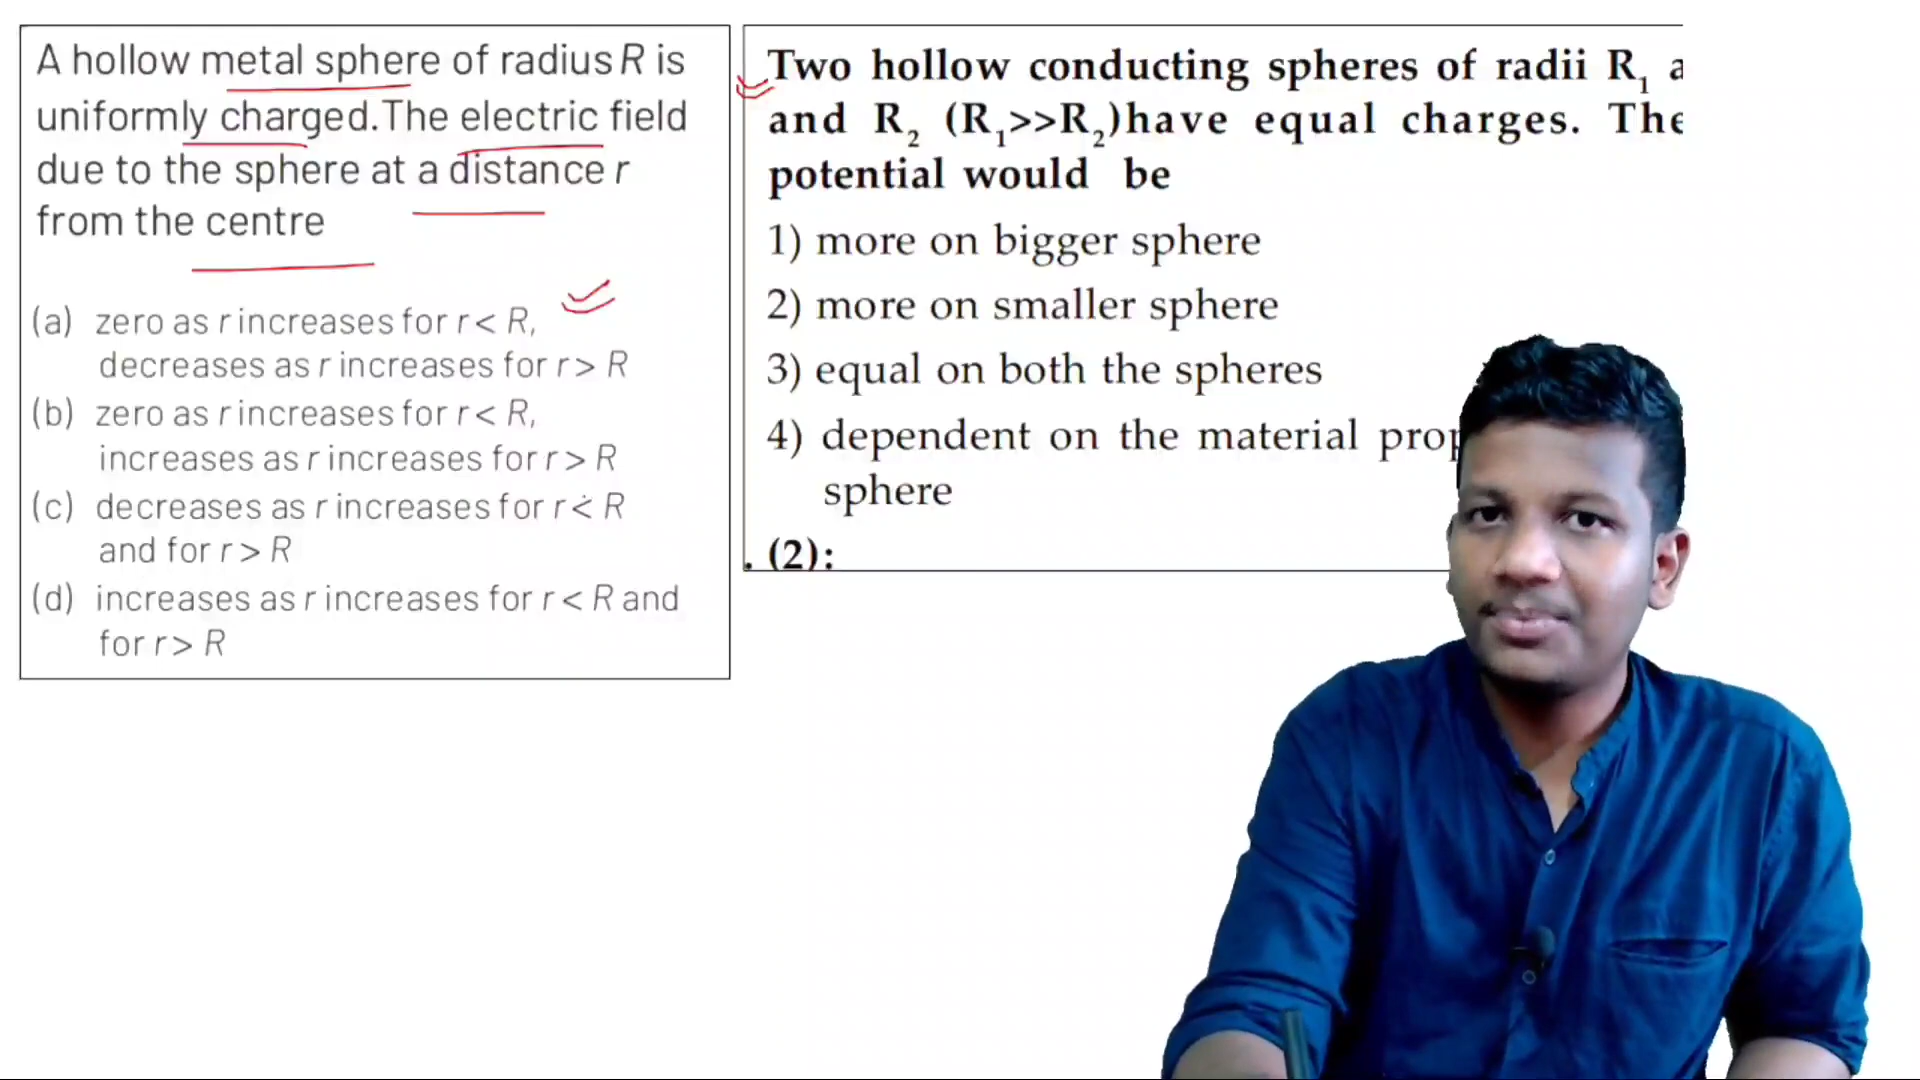 A hollow metal sphere of radius R is
uniformly charged. The electric field
due to the sphere at a distance r
from the centre
(a) zero as r increases for r < R,
decreases as r increases for r > R
(b) zero as r increases for r < R,
increases as r increases for r > R
(c) decreases as r increases for r < R
and for r > R
(d) increases as r increases for r < R and
for r > R
Two hollow conducting spheres of radii R₁ a
and R₂ (R₁>>R₂)have equal charges. The
potential would be
1) more on bigger sphere
2) more on smaller sphere
3) equal on both the spheres
4) dependent on the material prop
sphere
. (2):